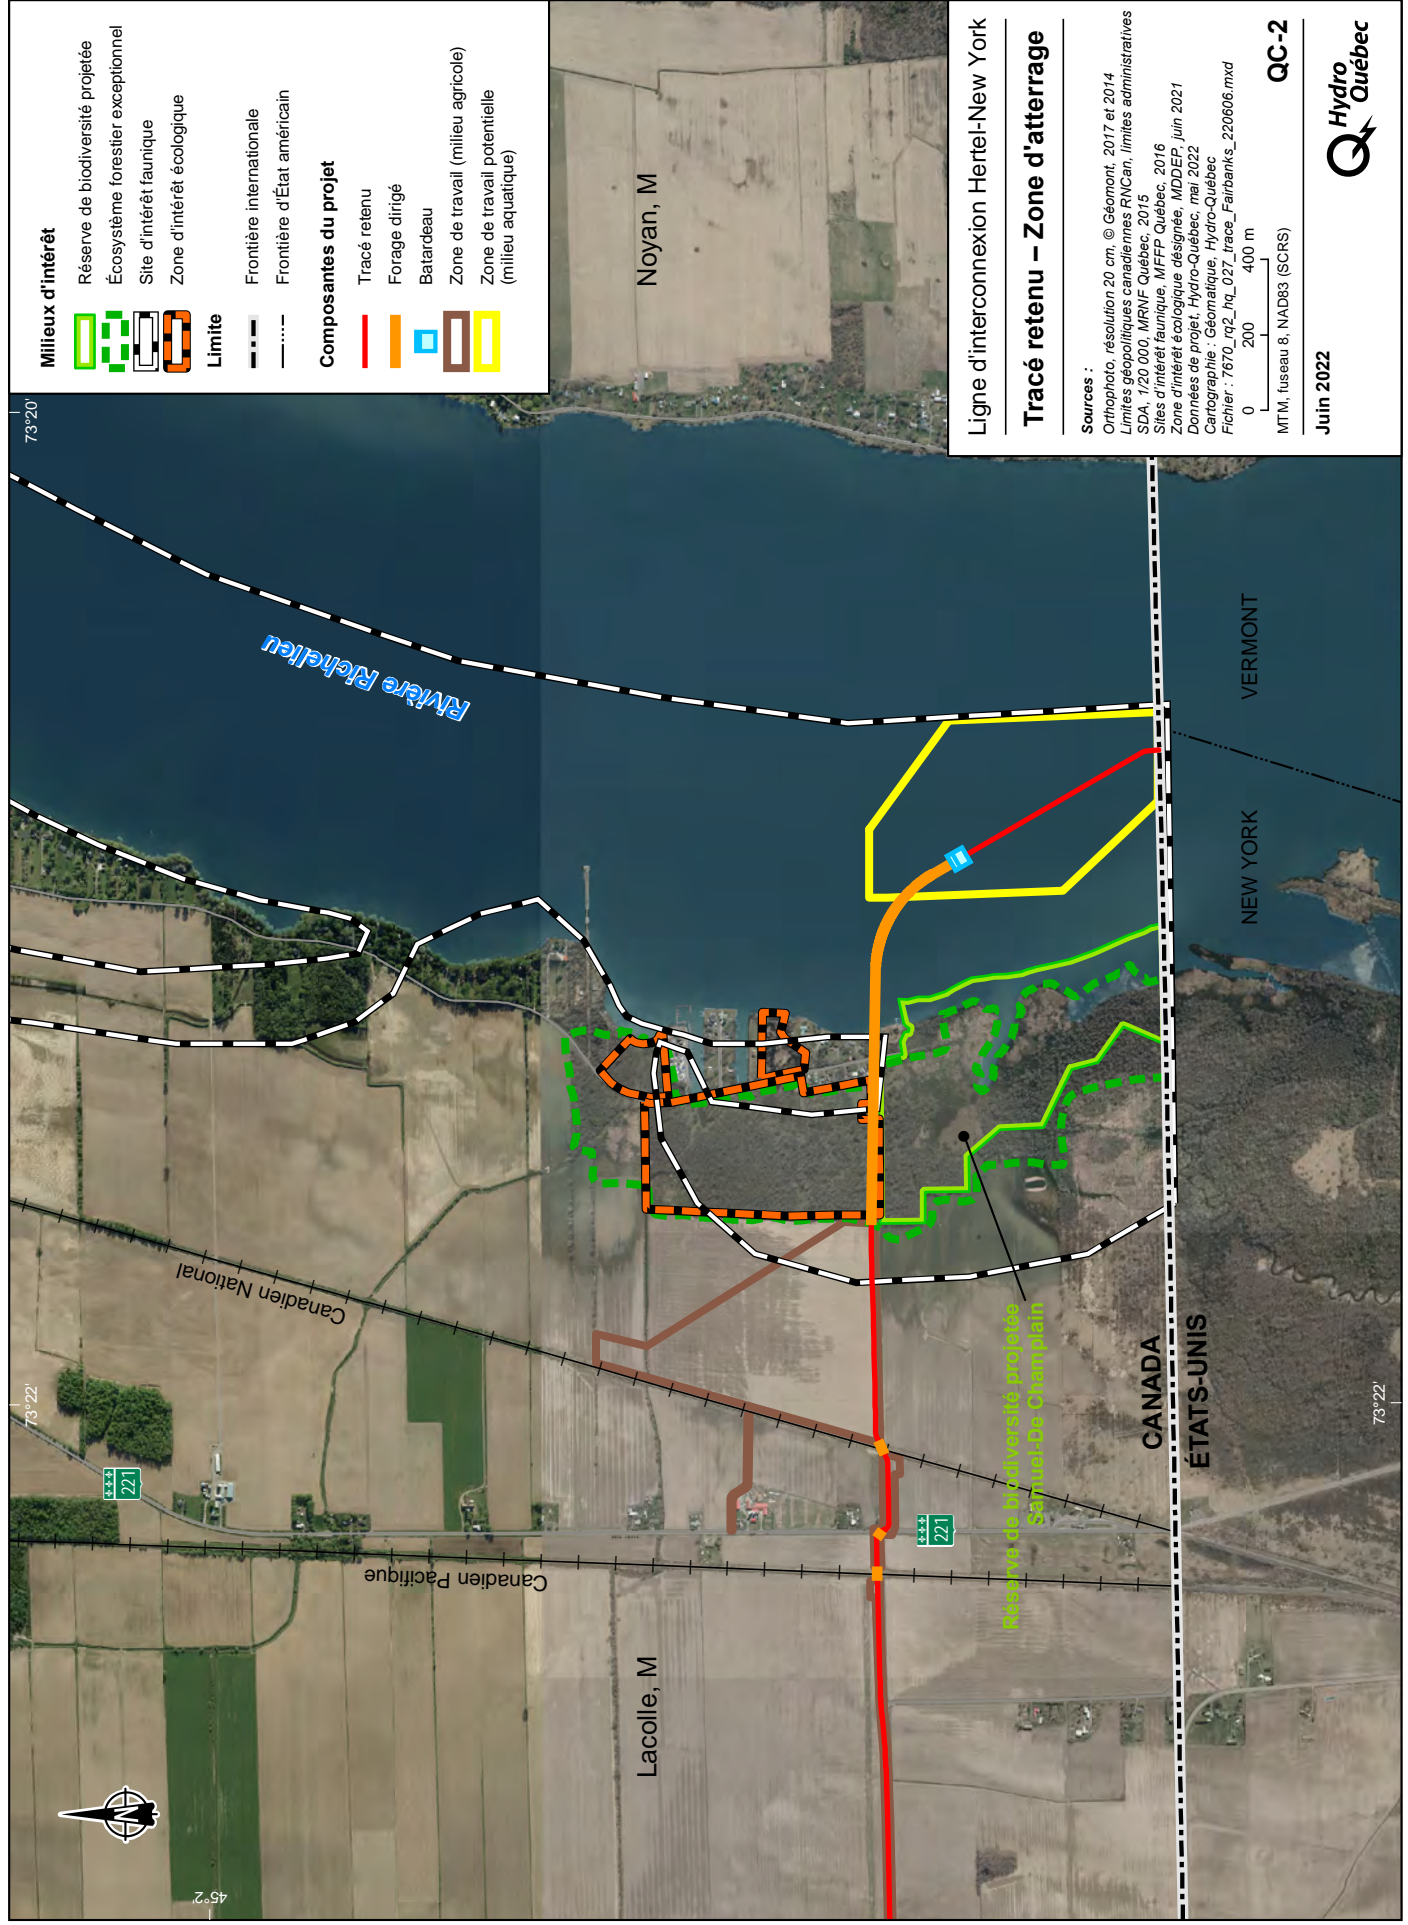 Milieux d'intérêt
Réserve de biodiversité projetée
Écosystème forestier exceptionnel
Site d'intérêt faunique
Zone d'intérêt écologique
Limite
Frontière internationale
Frontière d'État américain
Composantes du projet
Tracé retenu
Forage dirigé
Batardeau
Zone de travail (milieu agricole)
Zone de travail potentielle
(milieu aquatique)
73°20'
73°22'
45°2'
N
221
Canadien National
Canadien Pacifique
Rivière Richelieu
Noyan, M
Lacolle, M
221
Réserve de biodiversité projetée
Samuel-De Champlain
CANADA
ÉTATS-UNIS
NEW YORK
VERMONT
73°22'
Ligne d'interconnexion Hertel-New York
Tracé retenu – Zone d'atterrage
Sources :
Orthophoto, résolution 20 cm, © Géomont, 2017 et 2014
Limites géopolitiques canadiennes RNCan, limites administratives
SDA, 1/20 000, MRNF Québec, 2015
Sites d'intérêt faunique, MFFP Québec, 2016
Zone d'intérêt écologique désignée, MDDEP, juin 2021
Données de projet, Hydro-Québec, mai 2022
Cartographie : Géomatique, Hydro-Québec
Fichier : 7670_rq2_hq_027_trace_Fairbanks_220606.mxd
0 200 400 m
MTM, fuseau 8, NAD83 (SCRS)
QC-2
Juin 2022
Hydro
Québec